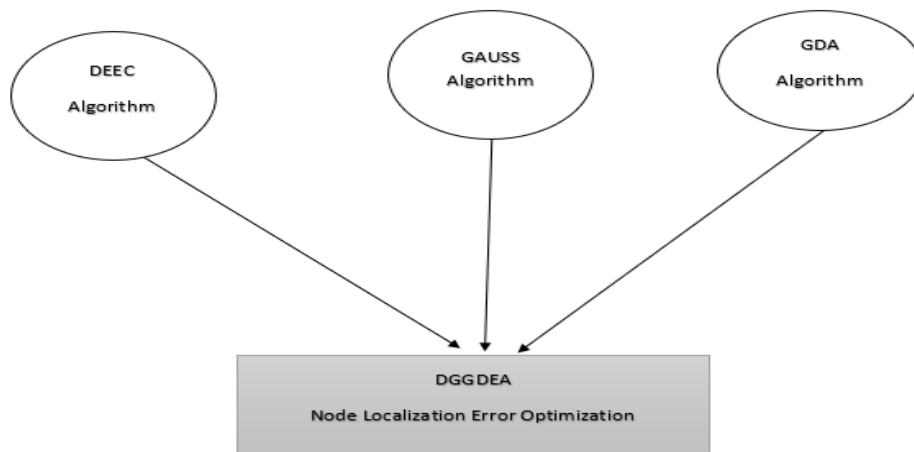 DEEC
Algorithm
GAUSS
Algorithm
GDA
Algorithm
DGGDEA
Node Localization Error Optimization